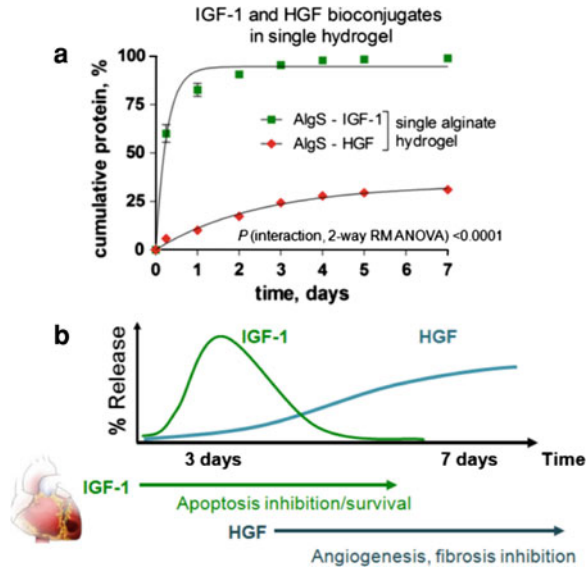 IGF-1 and HGF bioconjugates
in single hydrogel
a
cumulative protein, %
100
75
50
25
0
AlgS - IGF-1
AlgS - HGF
single alginate
hydrogel
P (interaction, 2-way RM ANOVA) <0.0001
0 1 2 3 4 5 6 7
time, days
b
% Release
IGF-1
HGF
3 days
7 days
Time
IGF-1
Apoptosis inhibition/survival
HGF
Angiogenesis, fibrosis inhibition